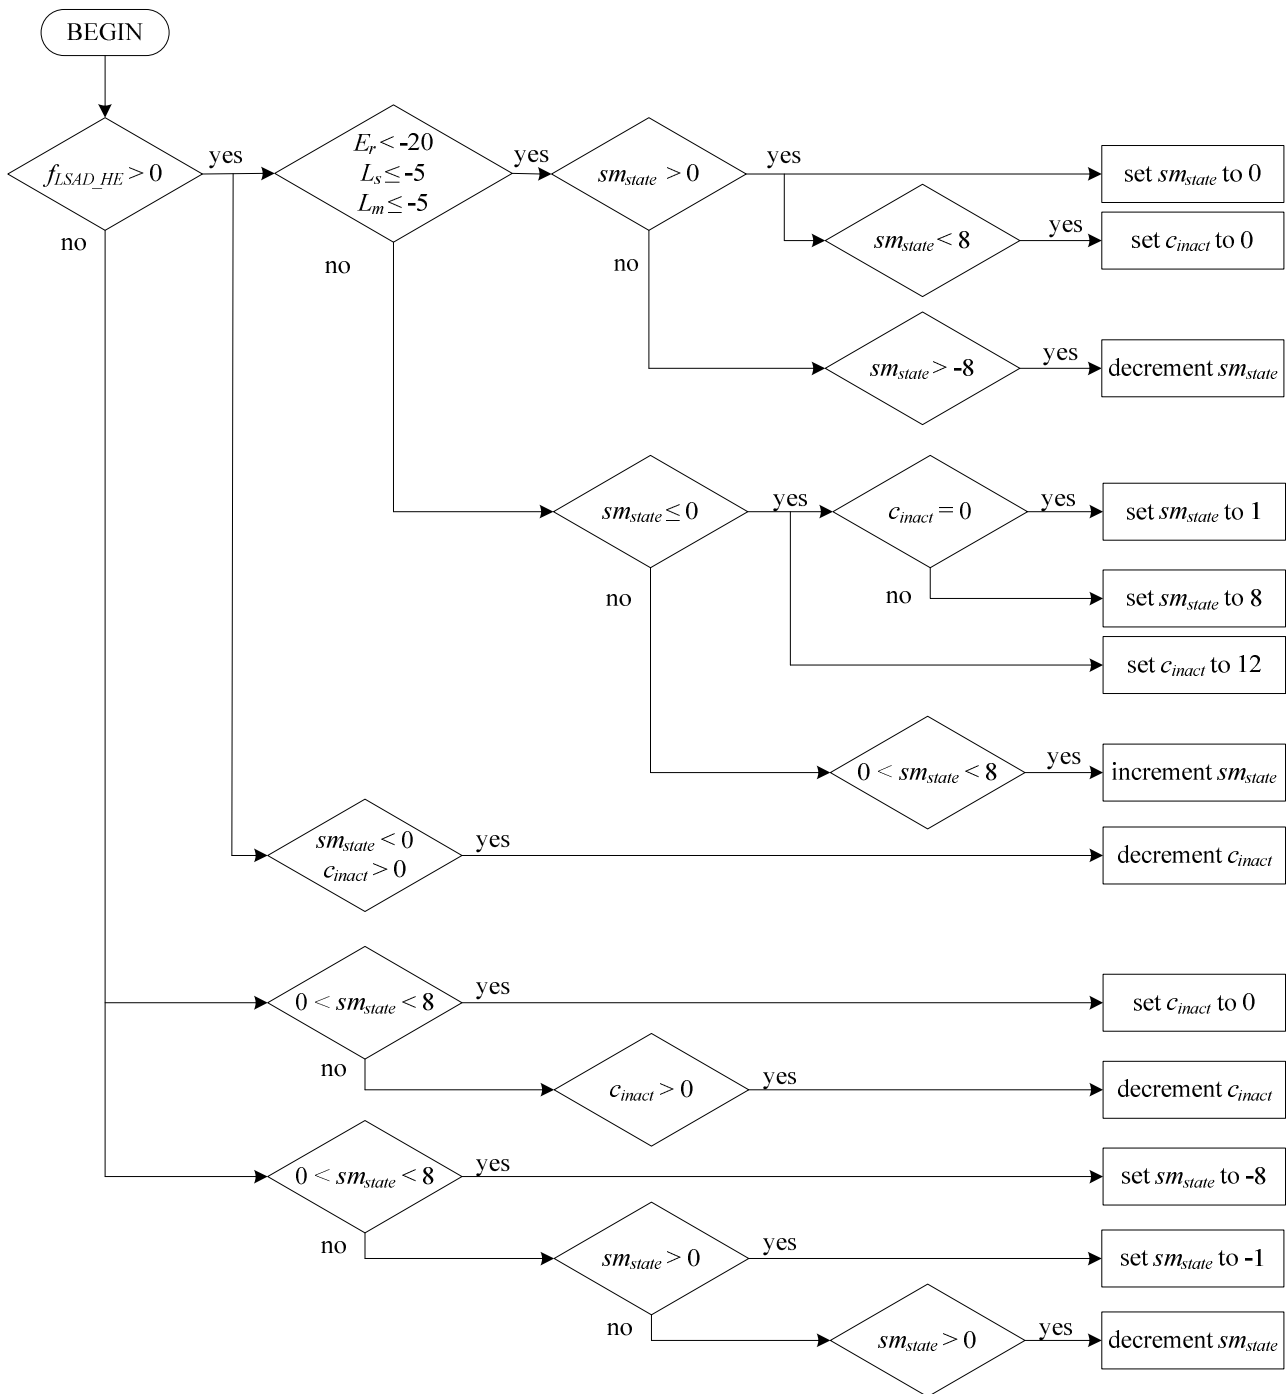 BEGIN
f_LSAD_HE > 0
yes
E_r < -20
L_s ≤ -5
L_m ≤ -5
yes
sm_state > 0
yes
set sm_state to 0
no
sm_state < 8
yes
set c_inact to 0
no
no
sm_state > -8
yes
decrement sm_state
sm_state ≤ 0
yes
c_inact = 0
yes
set sm_state to 1
no
no
set sm_state to 8
set c_inact to 12
0 < sm_state < 8
yes
increment sm_state
sm_state < 0
c_inact > 0
yes
decrement c_inact
0 < sm_state < 8
yes
set c_inact to 0
no
c_inact > 0
yes
decrement c_inact
0 < sm_state < 8
yes
set sm_state to -8
no
sm_state > 0
yes
set sm_state to -1
no
sm_state > 0
yes
decrement sm_state